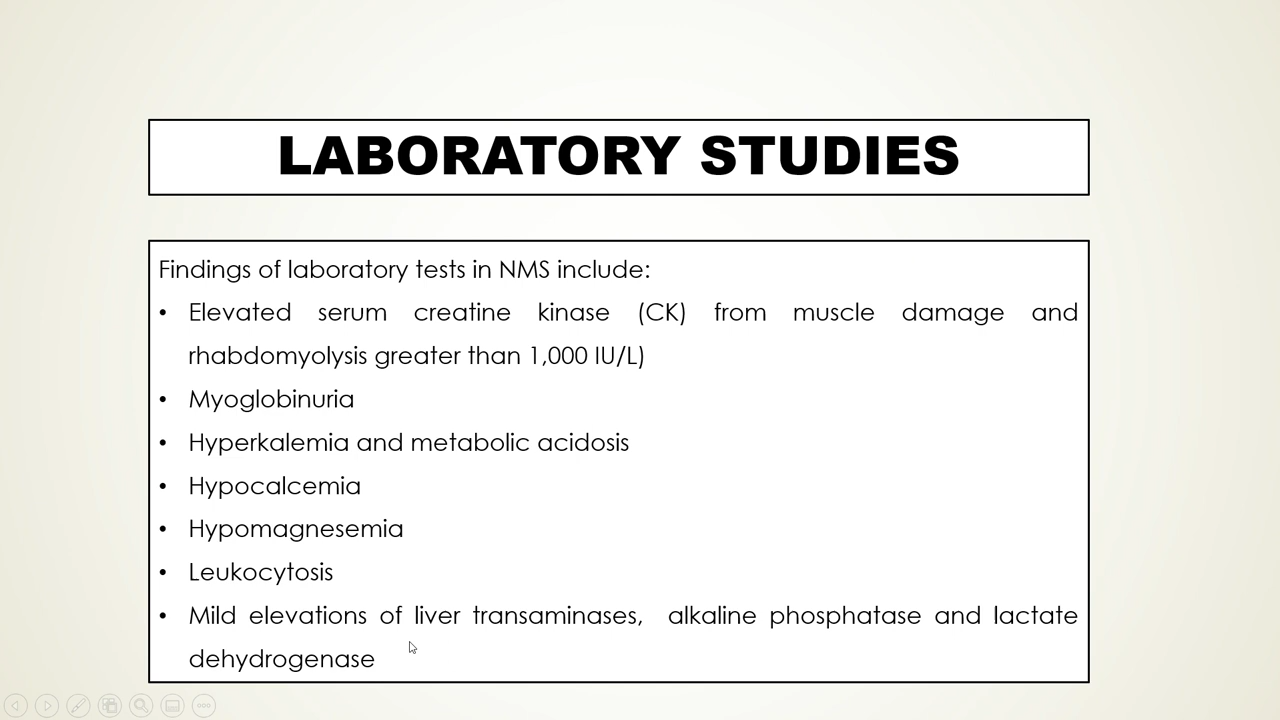 LABORATORY STUDIES
Findings of laboratory tests in NMS include:
• Elevated serum creatine kinase (CK) from muscle damage and
rhabdomyolysis greater than 1,000 IU/L)
• Myoglobinuria
• Hyperkalemia and metabolic acidosis
• Hypocalcemia
• Hypomagnesemia
• Leukocytosis
• Mild elevations of liver transaminases, alkaline phosphatase and lactate
dehydrogenase